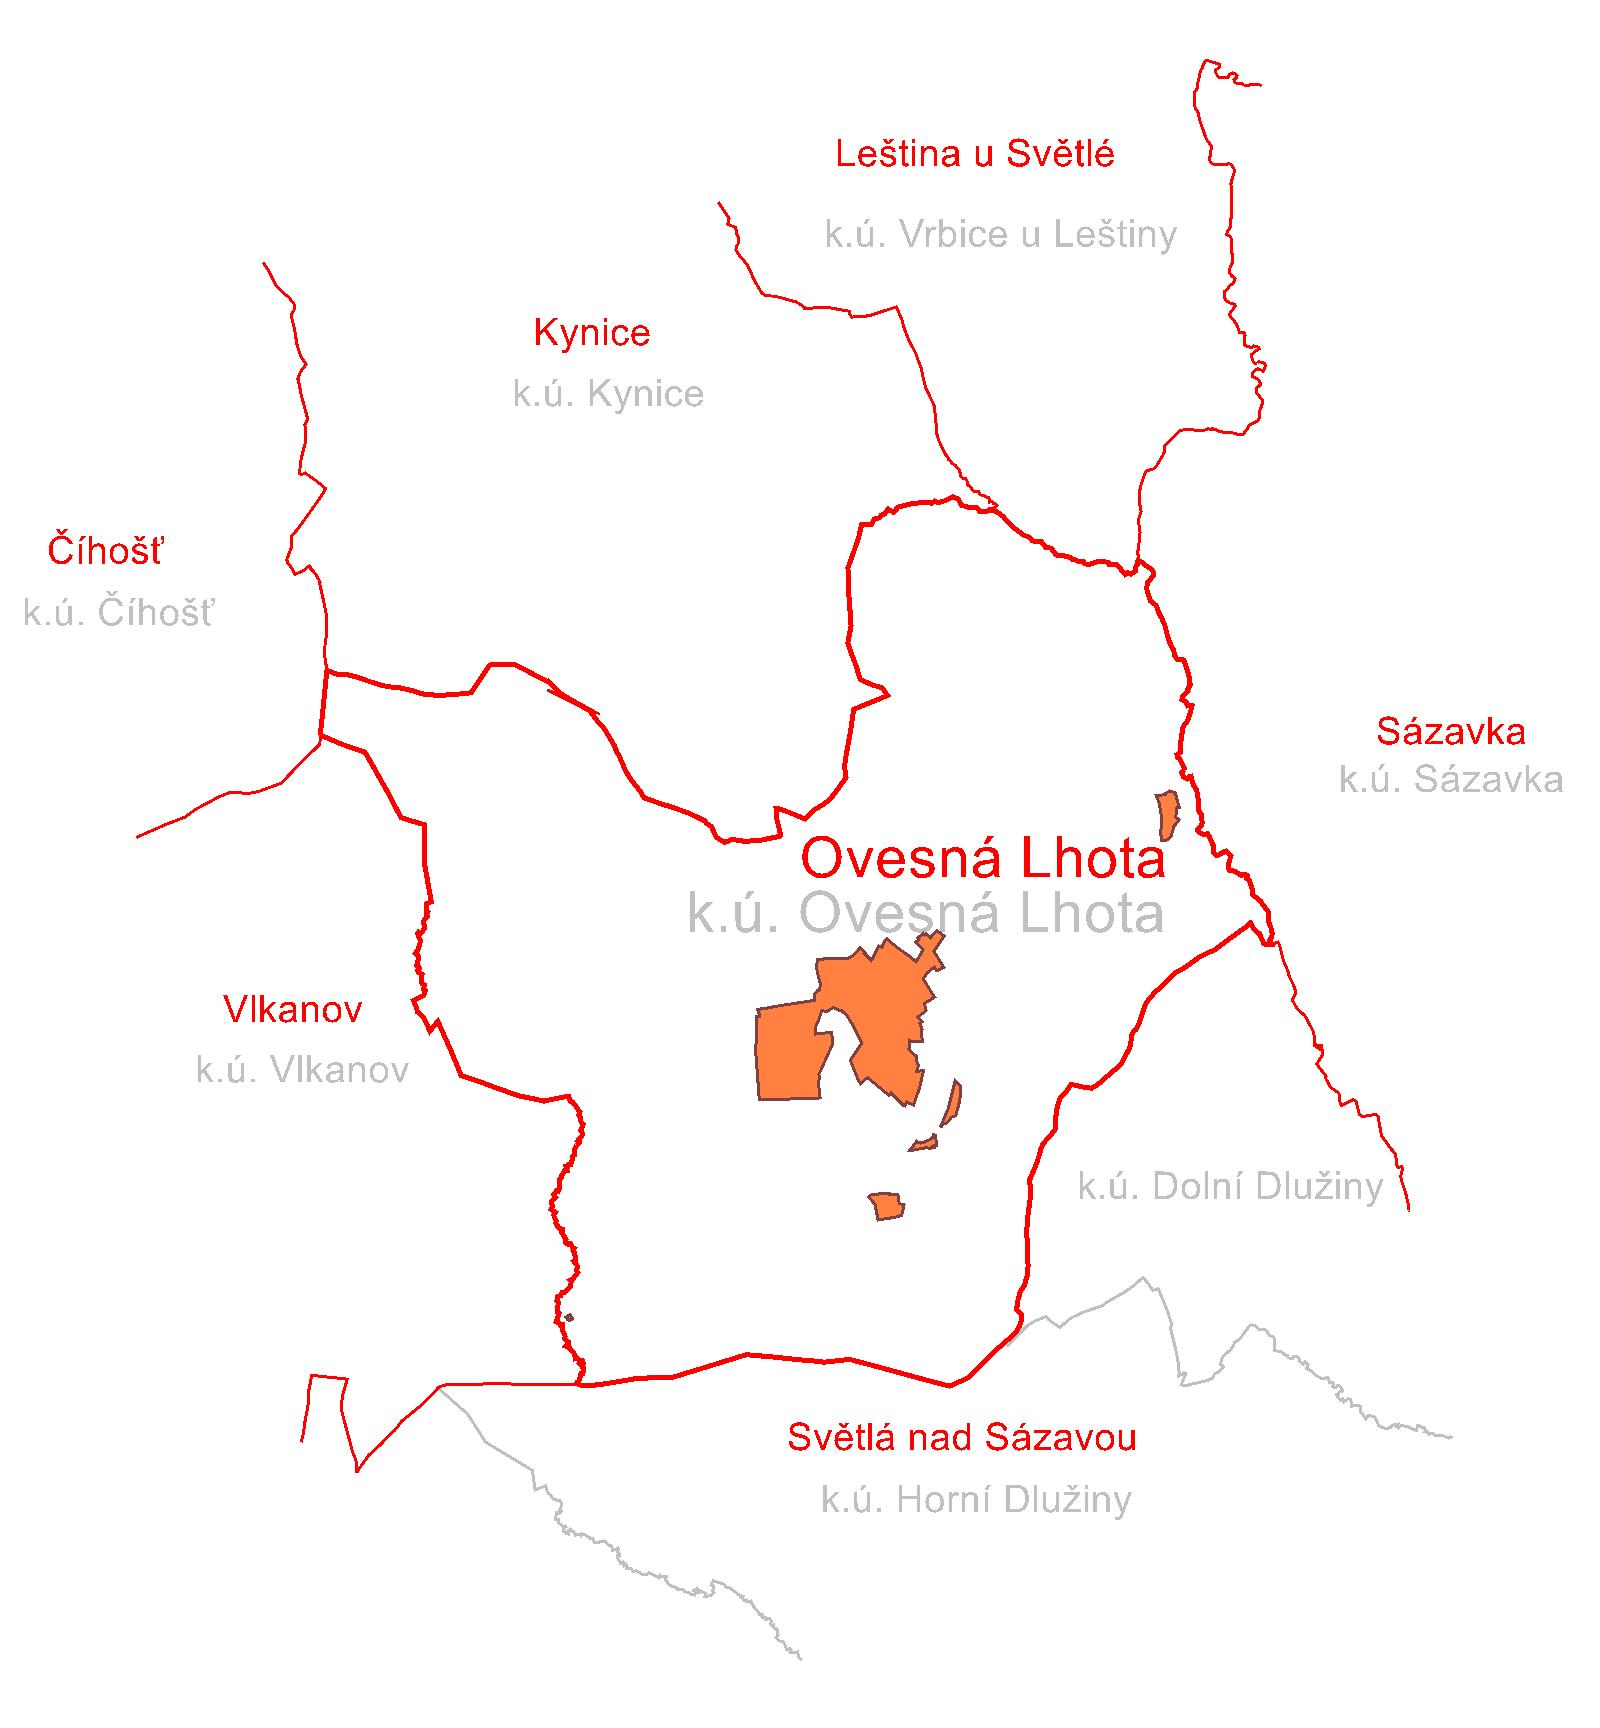 Leština u Světlé
k.ú. Vrbice u Leštiny
Kynice
k.ú. Kynice
Číhošť
k.ú. Číhošť
Sázavka
k.ú. Sázavka
Ovesná Lhota
k.ú. Ovesná Lhota
Vlkanov
k.ú. Vlkanov
k.ú. Dolní Dlužiny
Světlá nad Sázavou
k.ú. Horní Dlužiny